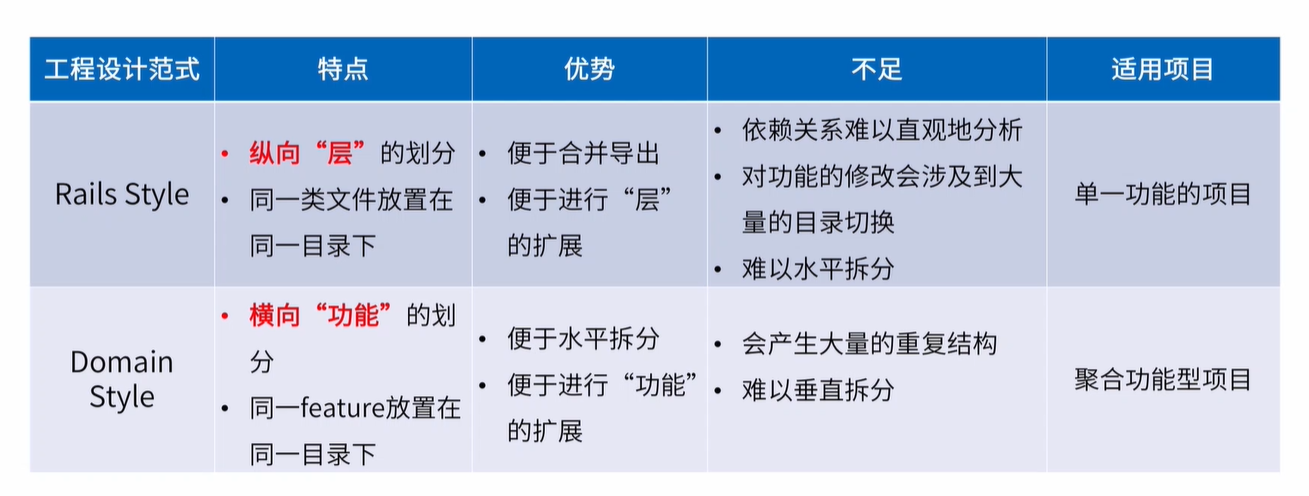 工程设计范式
特点
优势
不足
适用项目
Rails Style
• 纵向“层”的划分
• 同一类文件放置在
同一目录下
• 便于合并导出
• 便于进行“层”
的扩展
• 依赖关系难以直观地分析
• 对功能的修改会涉及到大
量的目录切换
• 难以水平拆分
单一功能的项目
Domain
Style
• 横向“功能”的划
分
• 同一feature放置在
同一目录下
• 便于水平拆分
• 便于进行“功能”
的扩展
• 会产生大量的重复结构
• 难以垂直拆分
聚合功能型项目